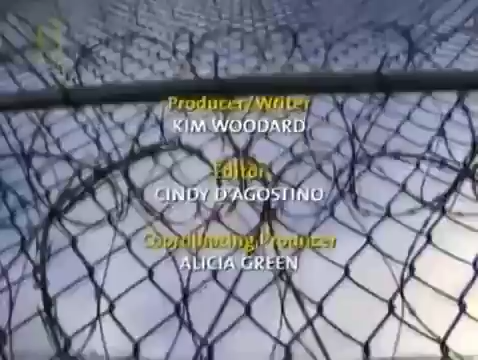 Producer/Writer
KIM WOODARD
Editor
CINDY D'AGOSTINO
Coordinating Producer
ALICIA GREEN